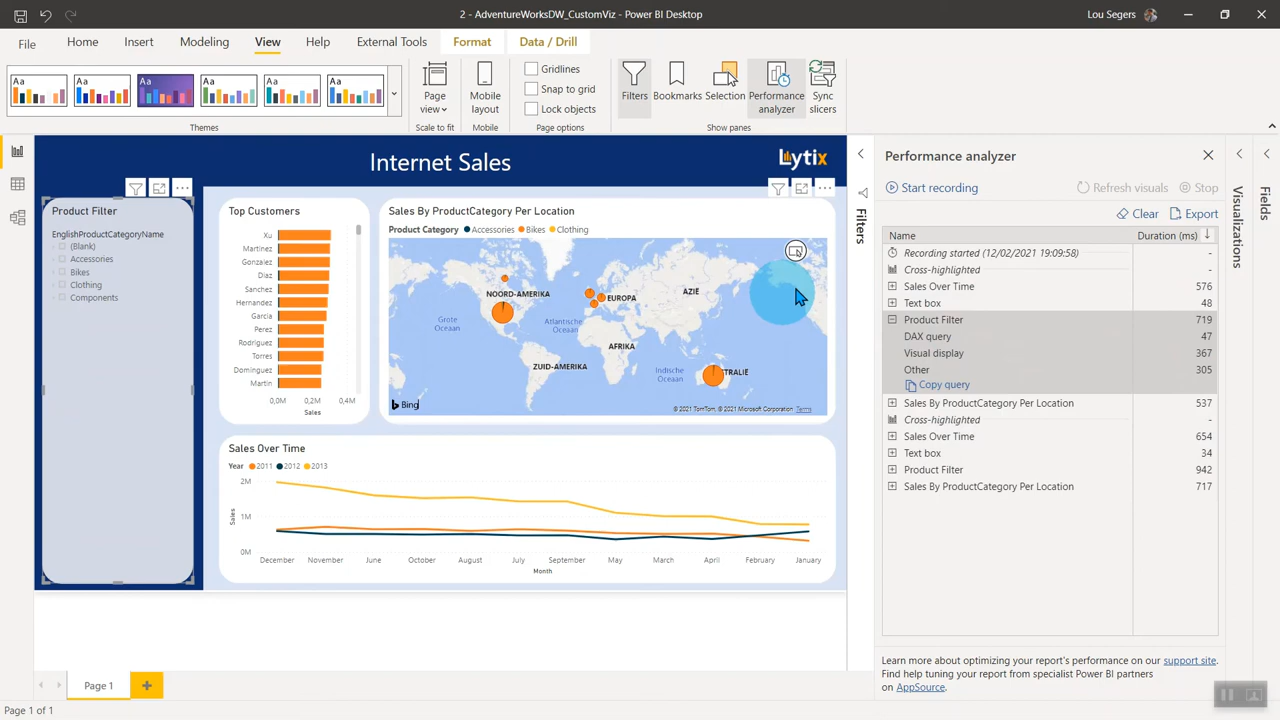 2 - AdventureWorksDW_CustomViz - Power BI Desktop
Lou Segers
File
Home
Insert
Modeling
View
Help
External Tools
Format
Data / Drill
Aa
Aa
Aa
Aa
Aa
Aa
Themes
Page view
Scale to fit
Mobile layout
Mobile
Gridlines
Snap to grid
Lock objects
Page options
Filters
Bookmarks
Selection
Performance analyzer
Sync slicers
Show panes
Internet Sales
Lytix
Product Filter
EnglishProductCategoryName
(Blank)
Accessories
Bikes
Clothing
Components
Top Customers
Xu
Martinez
Gonzalez
Diaz
Sanchez
Hernandez
Garcia
Perez
Rodriguez
Torres
Dominguez
Martin
0,0M 0,2M 0,4M
Sales
Sales By ProductCategory Per Location
Product Category Accessories Bikes Clothing
NOORD-AMERIKA
EUROPA
AZIE
Grote Oceaan
Atlantische Oceaan
AFRIKA
ZUID-AMERIKA
Indische Oceaan
TRALIE
Bing
© 2021 TomTom, © 2021 Microsoft Corporation Terms
Sales Over Time
Year 2011 2012 2013
2M
1M
0M
Sales
December November June October August July September May March April February January
Month
Filters
Performance analyzer
Start recording
Refresh visuals
Stop
Clear
Export
Name Duration (ms)
Recording started (12/02/2021 19:09:58) -
Cross-highlighted -
Sales Over Time 576
Text box 48
Product Filter 719
DAX query 47
Visual display 367
Other 305
Copy query
Sales By ProductCategory Per Location 537
Cross-highlighted -
Sales Over Time 654
Text box 34
Product Filter 942
Sales By ProductCategory Per Location 717
Learn more about optimizing your report's performance on our support site.
Find help tuning your report from specialist Power BI partners
on AppSource.
Visualizations
Fields
Page 1
Page 1 of 1